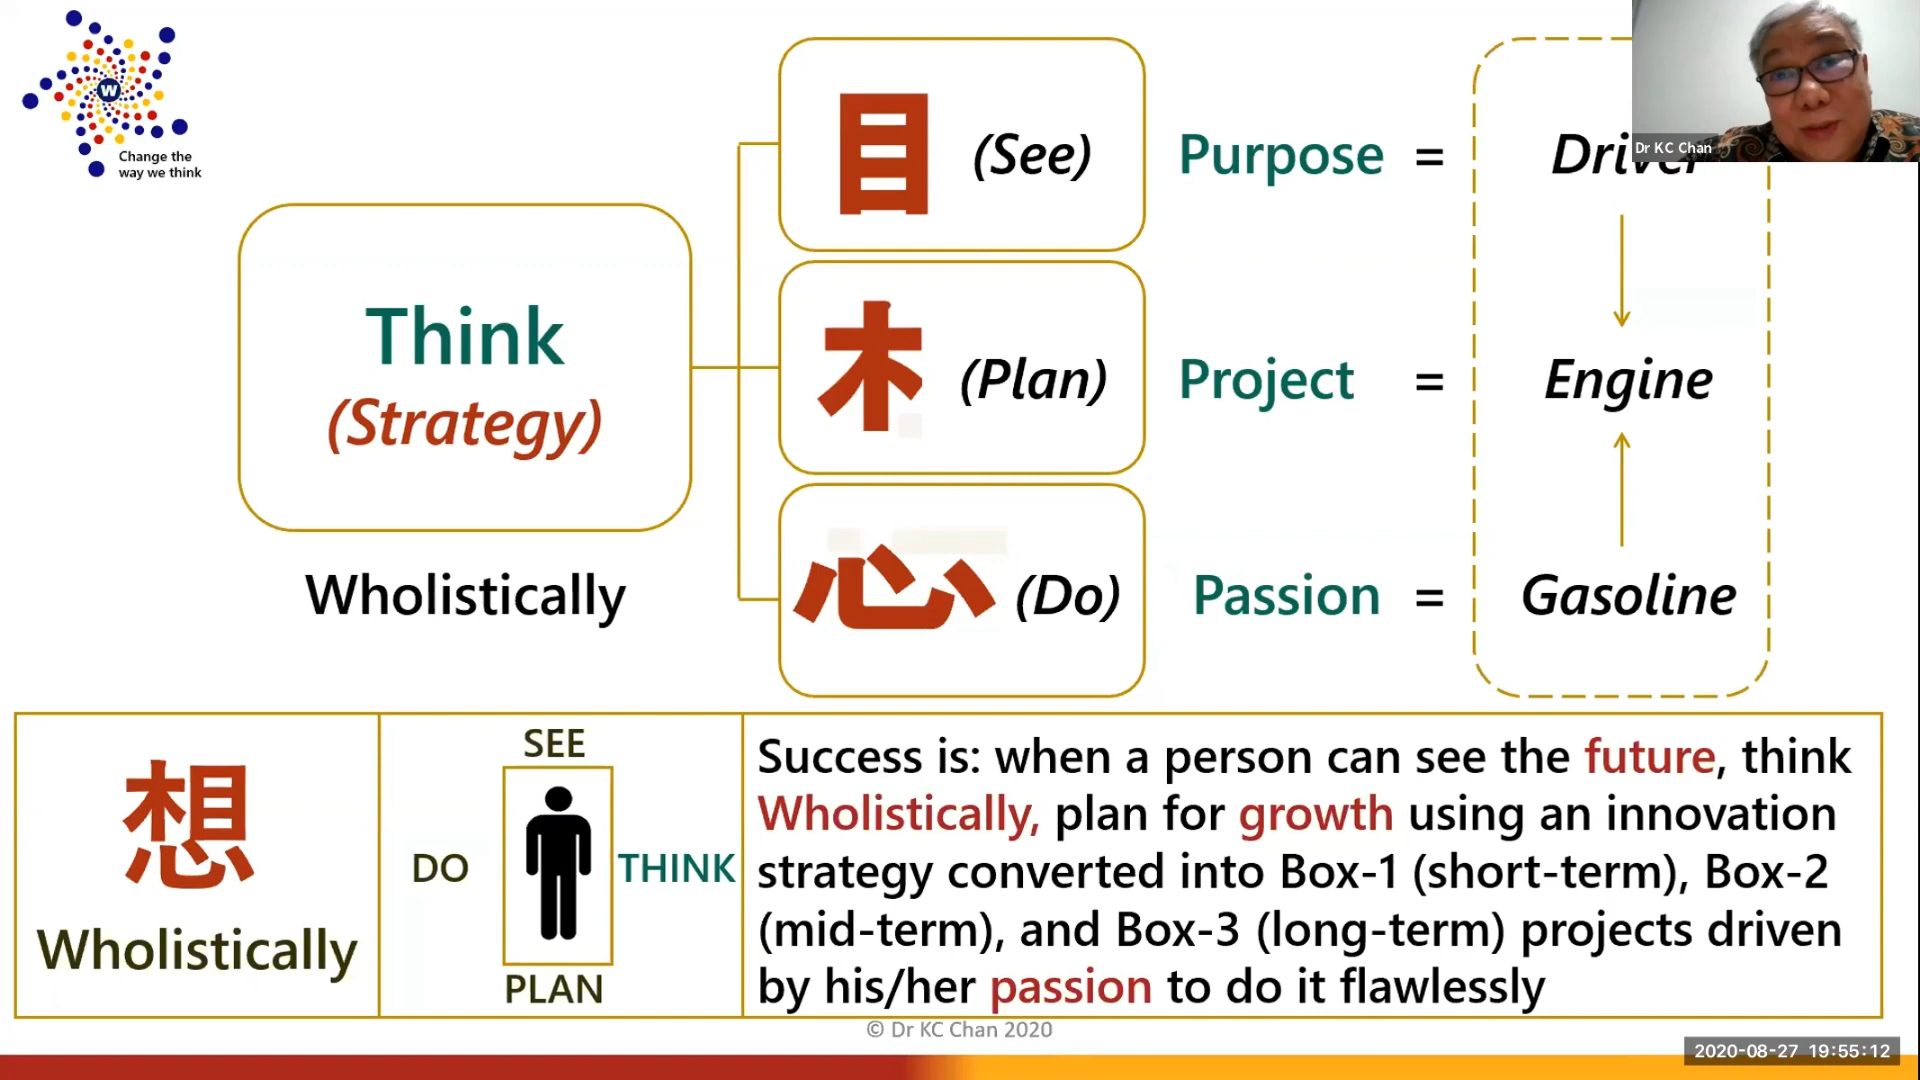 W
Change the
way we think
目 (See) Purpose = Driver
Dr KC Chan
Think
(Strategy)
木 (Plan) Project = Engine
Wholistically
心 (Do) Passion = Gasoline
想
Wholistically
SEE
DO
THINK
PLAN
Success is: when a person can see the future, think
Wholistically, plan for growth using an innovation
strategy converted into Box-1 (short-term), Box-2
(mid-term), and Box-3 (long-term) projects driven
by his/her passion to do it flawlessly
© Dr KC Chan 2020
2020-08-27 19:55:12